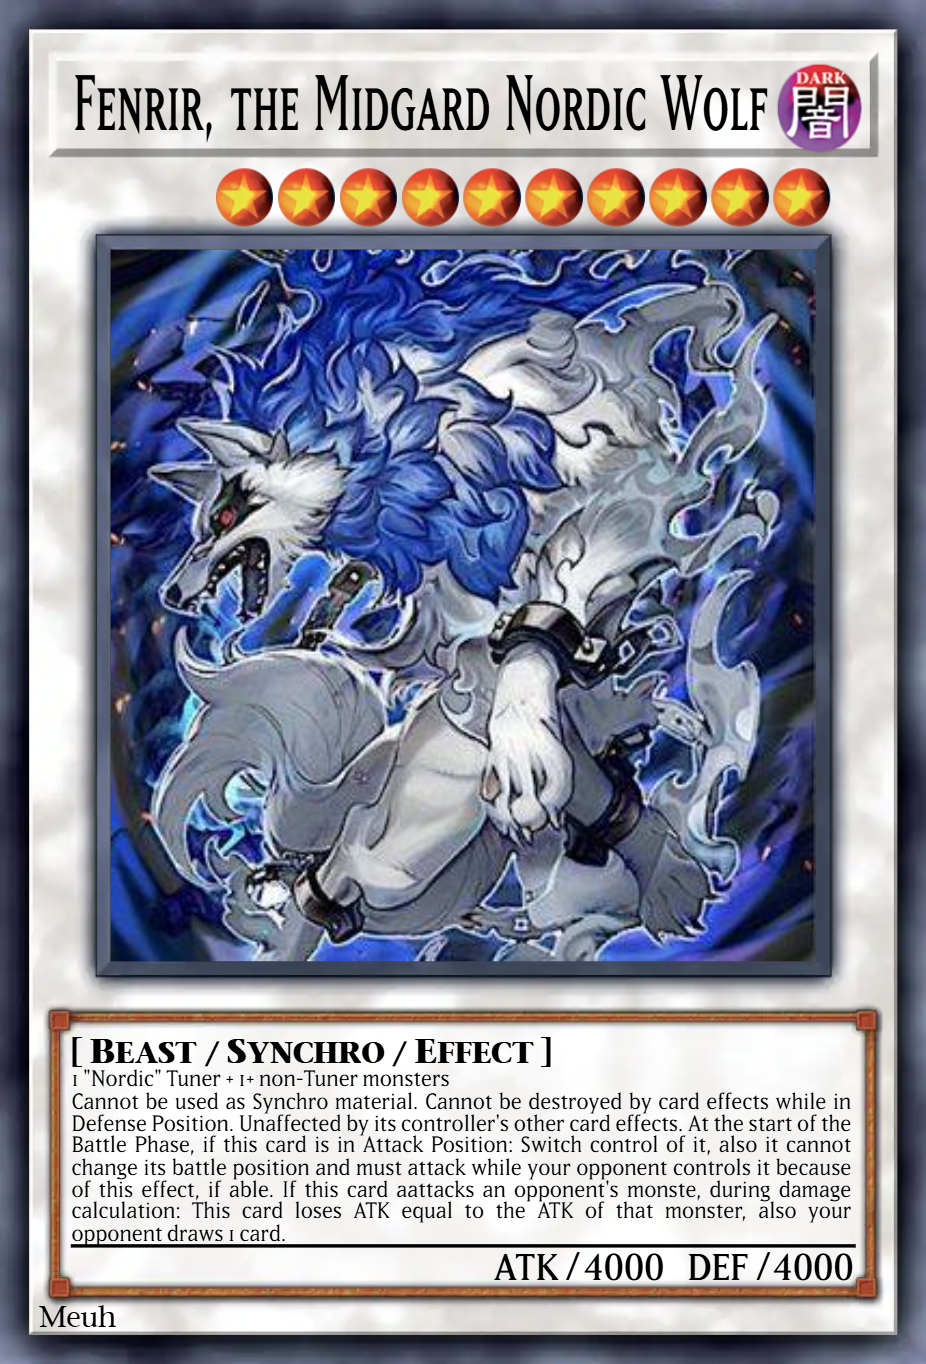 Fenrir, the Midgard Nordic Wolf
DARK
闇
[ Beast / Synchro / Effect ]
1 "Nordic" Tuner + 1+ non-Tuner monsters
Cannot be used as Synchro material. Cannot be destroyed by card effects while in
Defense Position. Unaffected by its controller's other card effects. At the start of the
Battle Phase, if this card is in Attack Position: Switch control of it, also it cannot
change its battle position and must attack while your opponent controls it because
of this effect, if able. If this card aattacks an opponent's monste, during damage
calculation: This card loses ATK equal to the ATK of that monster, also your
opponent draws 1 card.
ATK / 4000 DEF / 4000
Meuh